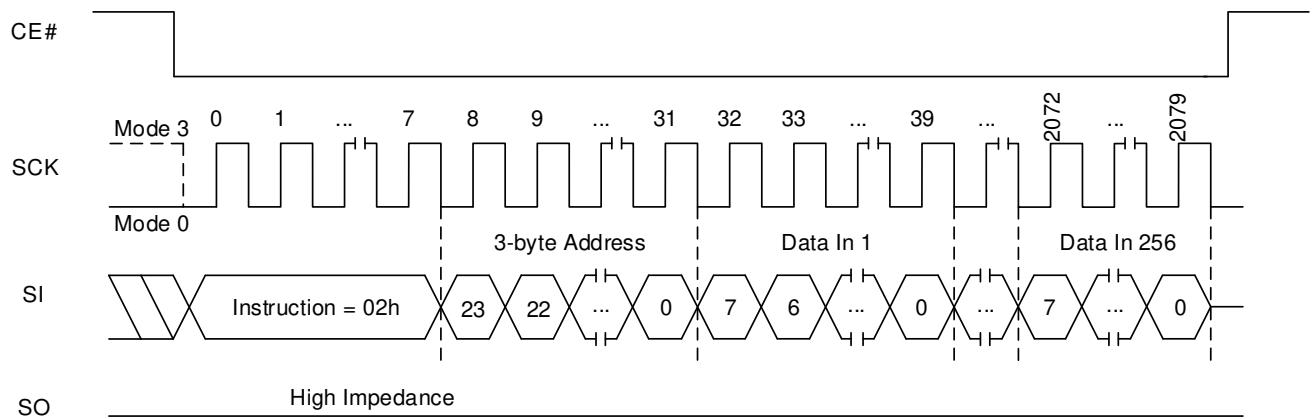 CE#
0 1 ... 7 8 9 ... 31 32 33 ... 39 ... 2072 ... 2079
Mode 3
SCK
Mode 0
3-byte Address Data In 1 Data In 256
SI Instruction = 02h 23 22 ... 0 7 6 ... 0 ... 7 ... 0
High Impedance
SO